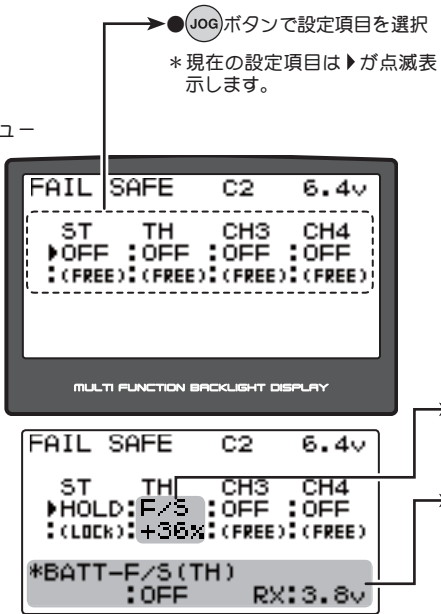 ●JOGボタンで設定項目を選択
＊現在の設定項目は▶が点滅表
示します。
ュー
FAIL SAFE C2 6.4v
ST TH CH3 CH4
▶OFF :OFF :OFF :OFF
:(FREE):(FREE):(FREE):(FREE)
MULTI FUNCTION BACKLIGHT DISPLAY
FAIL SAFE C2 6.4v
ST TH CH3 CH4
▶HOLD:F/S :OFF :OFF
:(LOCK):+36%:(FREE):(FREE)
*BATT-F/S(TH)
:OFF RX:3.8v